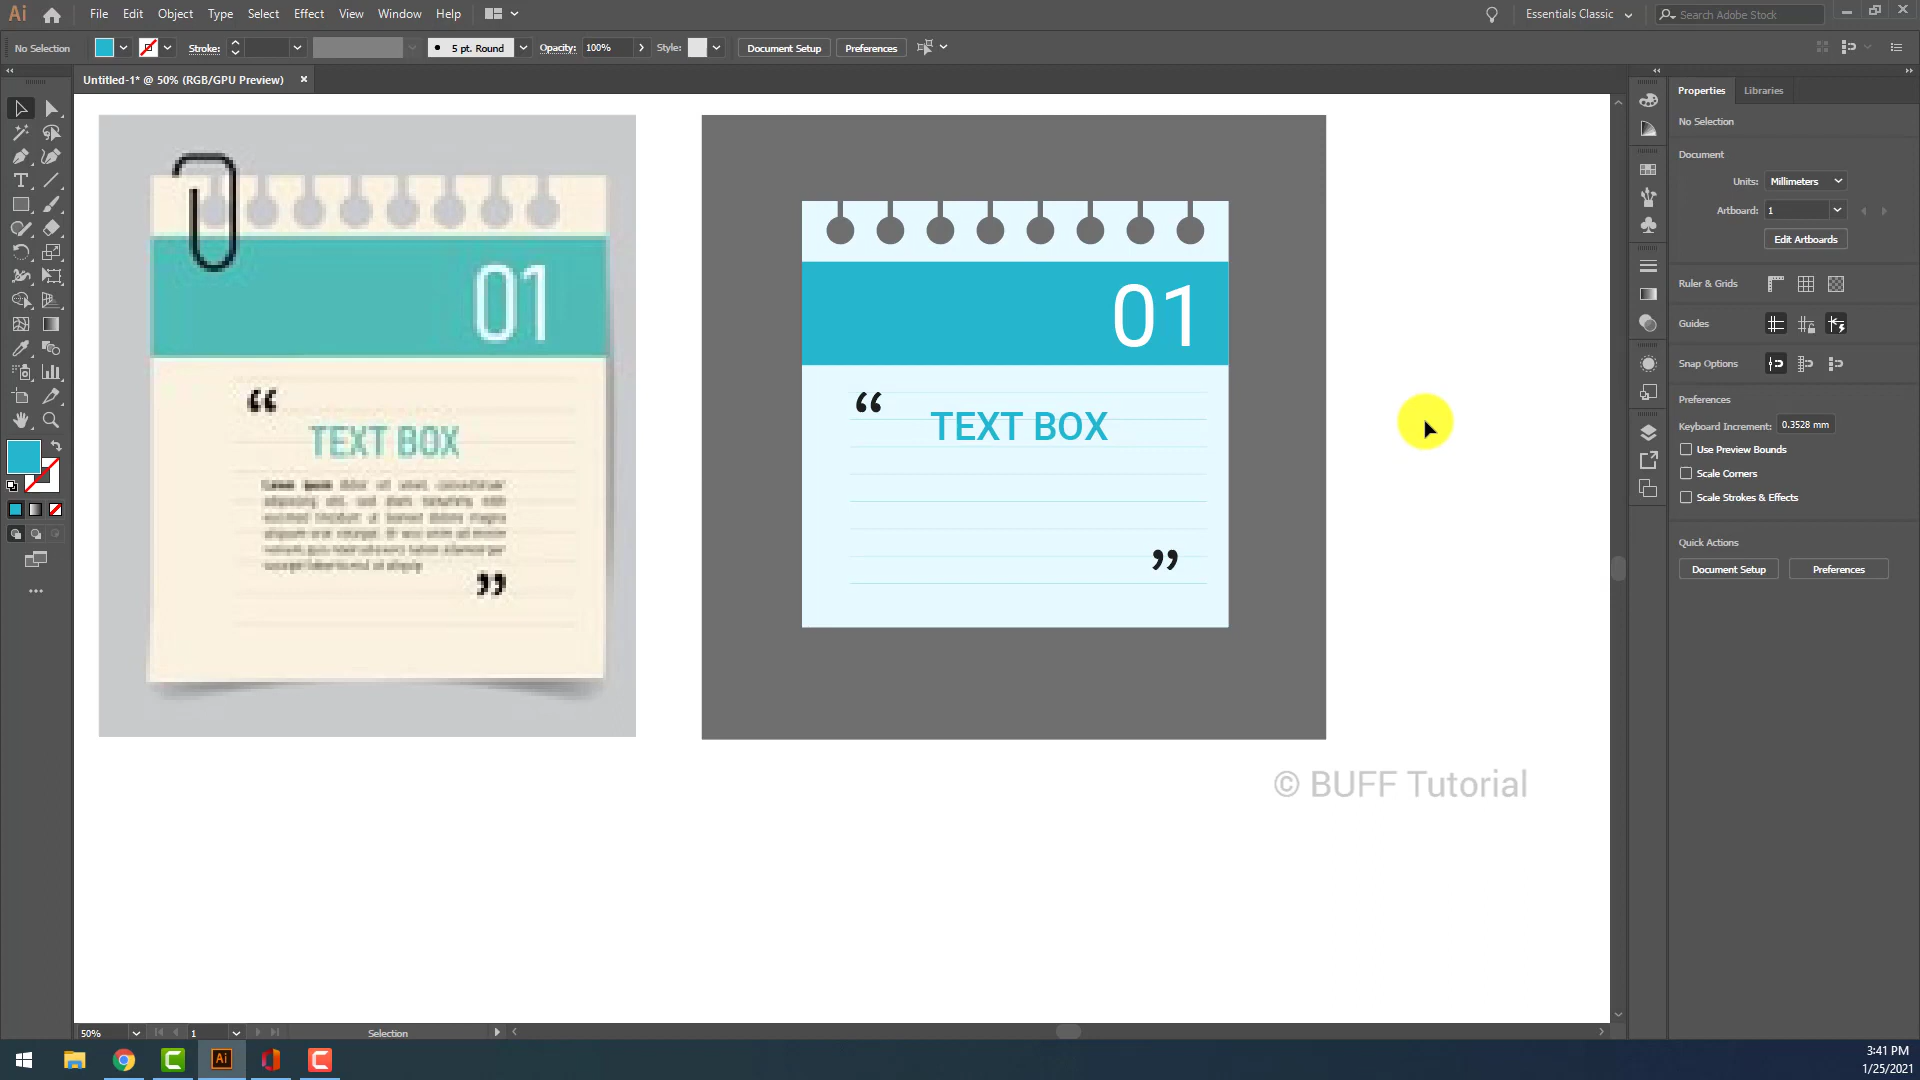 Ai File Edit Object Type Select Effect View Window Help Essentials Classic Search Adobe Stock
No Selection Stroke: 5 pt. Round Opacity: 100% Style: Document Setup Preferences
Untitled-1* @ 50% (RGB/GPU Preview) ×
Properties Libraries
No Selection
Document
Units: Millimeters
Artboard: 1
Edit Artboards
Ruler & Grids
Guides
Snap Options
Preferences
Keyboard Increment: 0.3528 mm
Use Preview Bounds
Scale Corners
Scale Strokes & Effects
Quick Actions
Document Setup Preferences
01
“
TEXT BOX
Lorem ipsum dolor
”
01
“
TEXT BOX
”
© BUFF Tutorial
50% 1 Selection
Ai
3:41 PM
1/25/2021